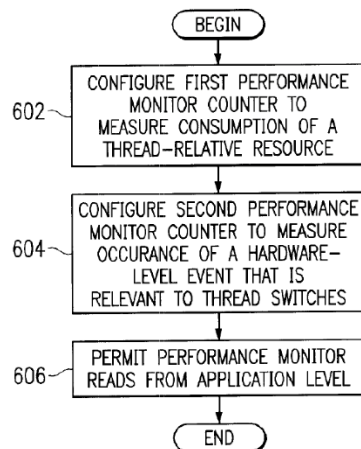 BEGIN
602
CONFIGURE FIRST PERFORMANCE
MONITOR COUNTER TO
MEASURE CONSUMPTION OF A
THREAD-RELATIVE RESOURCE
604
CONFIGURE SECOND PERFORMANCE
MONITOR COUNTER TO MEASURE
OCCURANCE OF A HARDWARE-
LEVEL EVENT THAT IS
RELEVANT TO THREAD SWITCHES
606
PERMIT PERFORMANCE MONITOR
READS FROM APPLICATION LEVEL
END